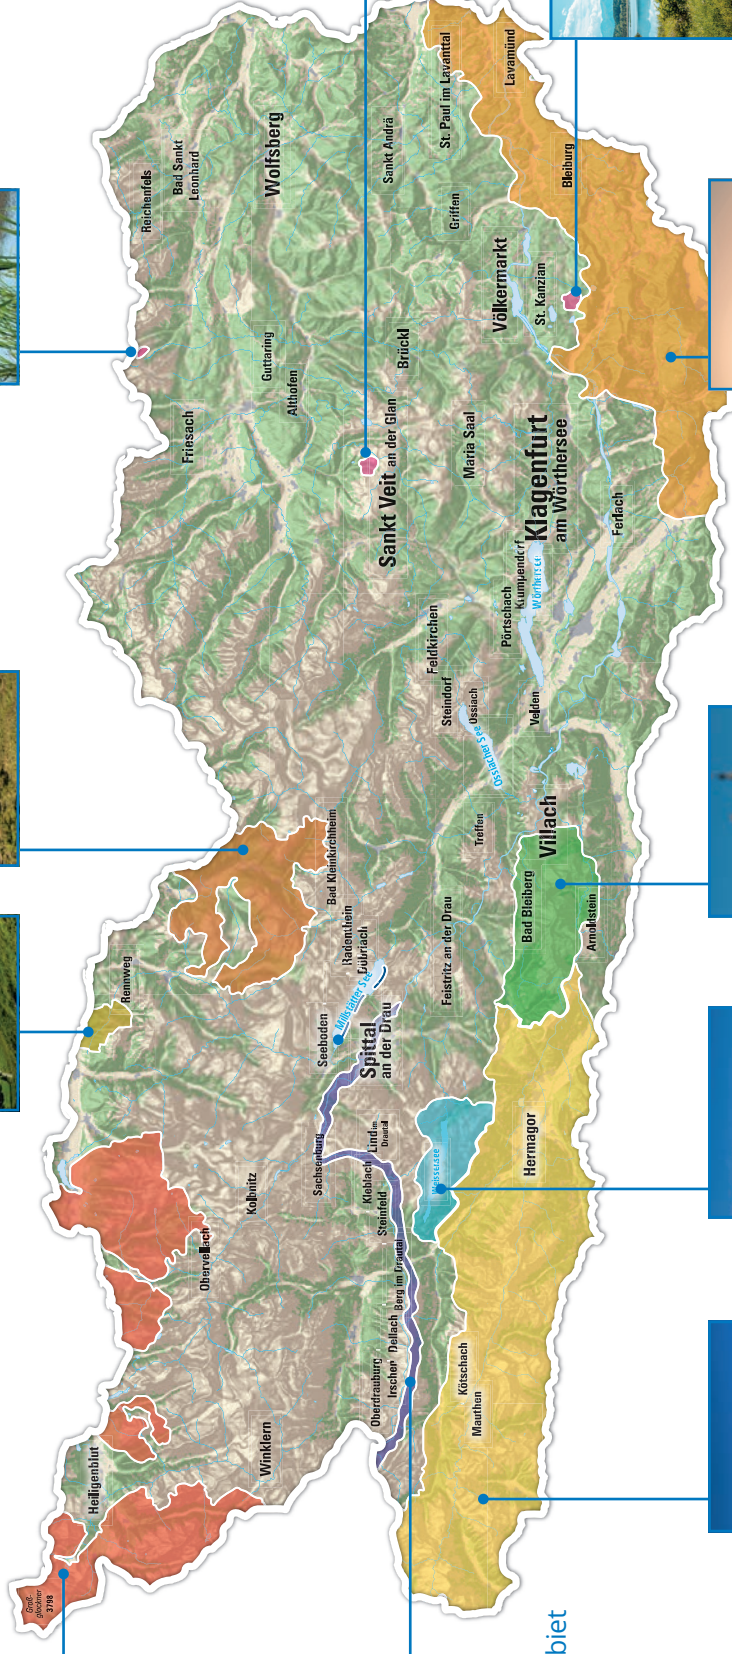 Groß-
glockner
3798
Heiligenblut
Winklern
Obervellach
Kolbnitz
Rennweg
Sachsenburg
Seeboden
Millstätter See
Radenthein
Döbriach
Bad Kleinkirchheim
Spittal
an der Drau
Lind im
Drautal
Kleblach
Steinfeld
Berg im Drautal
Dellach
Irschen
Oberdrauburg
Kötschach
Mauthen
Weissensee
Hermagor
Feistritz an der Drau
Treffen
Bad Bleiberg
Arnoldstein
Villach
Velden
Ossiacher See
Ossiach
Steindorf
Feldkirchen
Pörtschach
Krumpendorf
Wörthersee
Klagenfurt
am Wörthersee
Ferlach
Maria Saal
Sankt Veit an der Glan
Friesach
Althofen
Guttaring
Brückl
Völkermarkt
St. Kanzian
Griffen
Bleiburg
Sankt Andrä
St. Paul im Lavanttal
Lavamünd
Wolfsberg
Bad Sankt
Leonhard
Reichenfels
biet